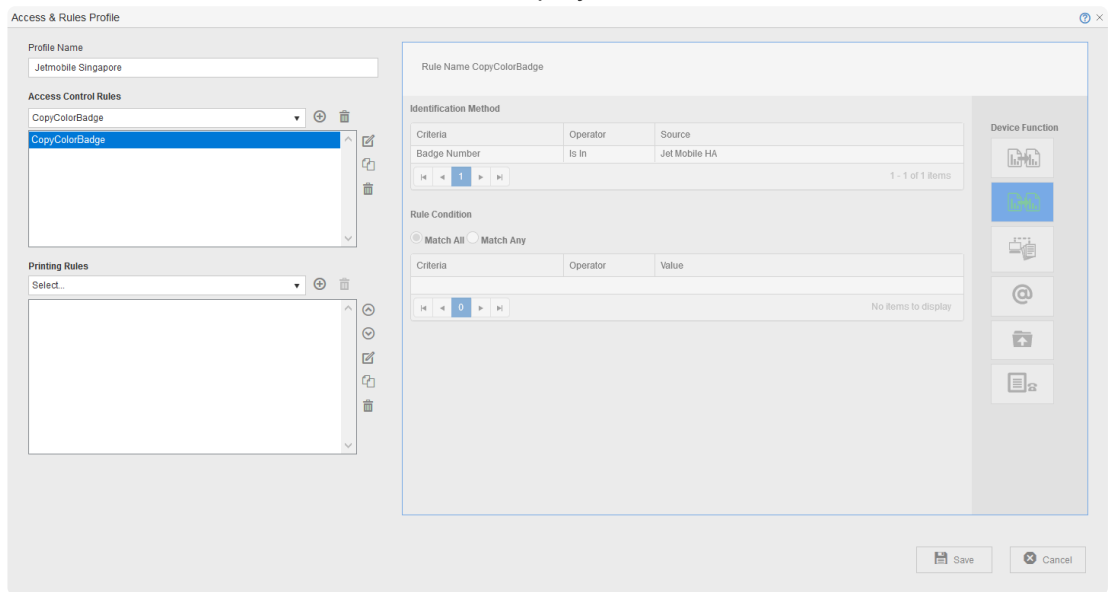 Access & Rules Profile
Profile Name
Jetmobile Singapore
Rule Name CopyColorBadge
Access Control Rules
CopyColorBadge
CopyColorBadge
Identification Method
Criteria Operator Source
Badge Number Is In Jet Mobile HA
1
1 - 1 of 1 items
Device Function
Rule Condition
Match All Match Any
Criteria Operator Value
0
No items to display
Printing Rules
Select...
@
Save
Cancel